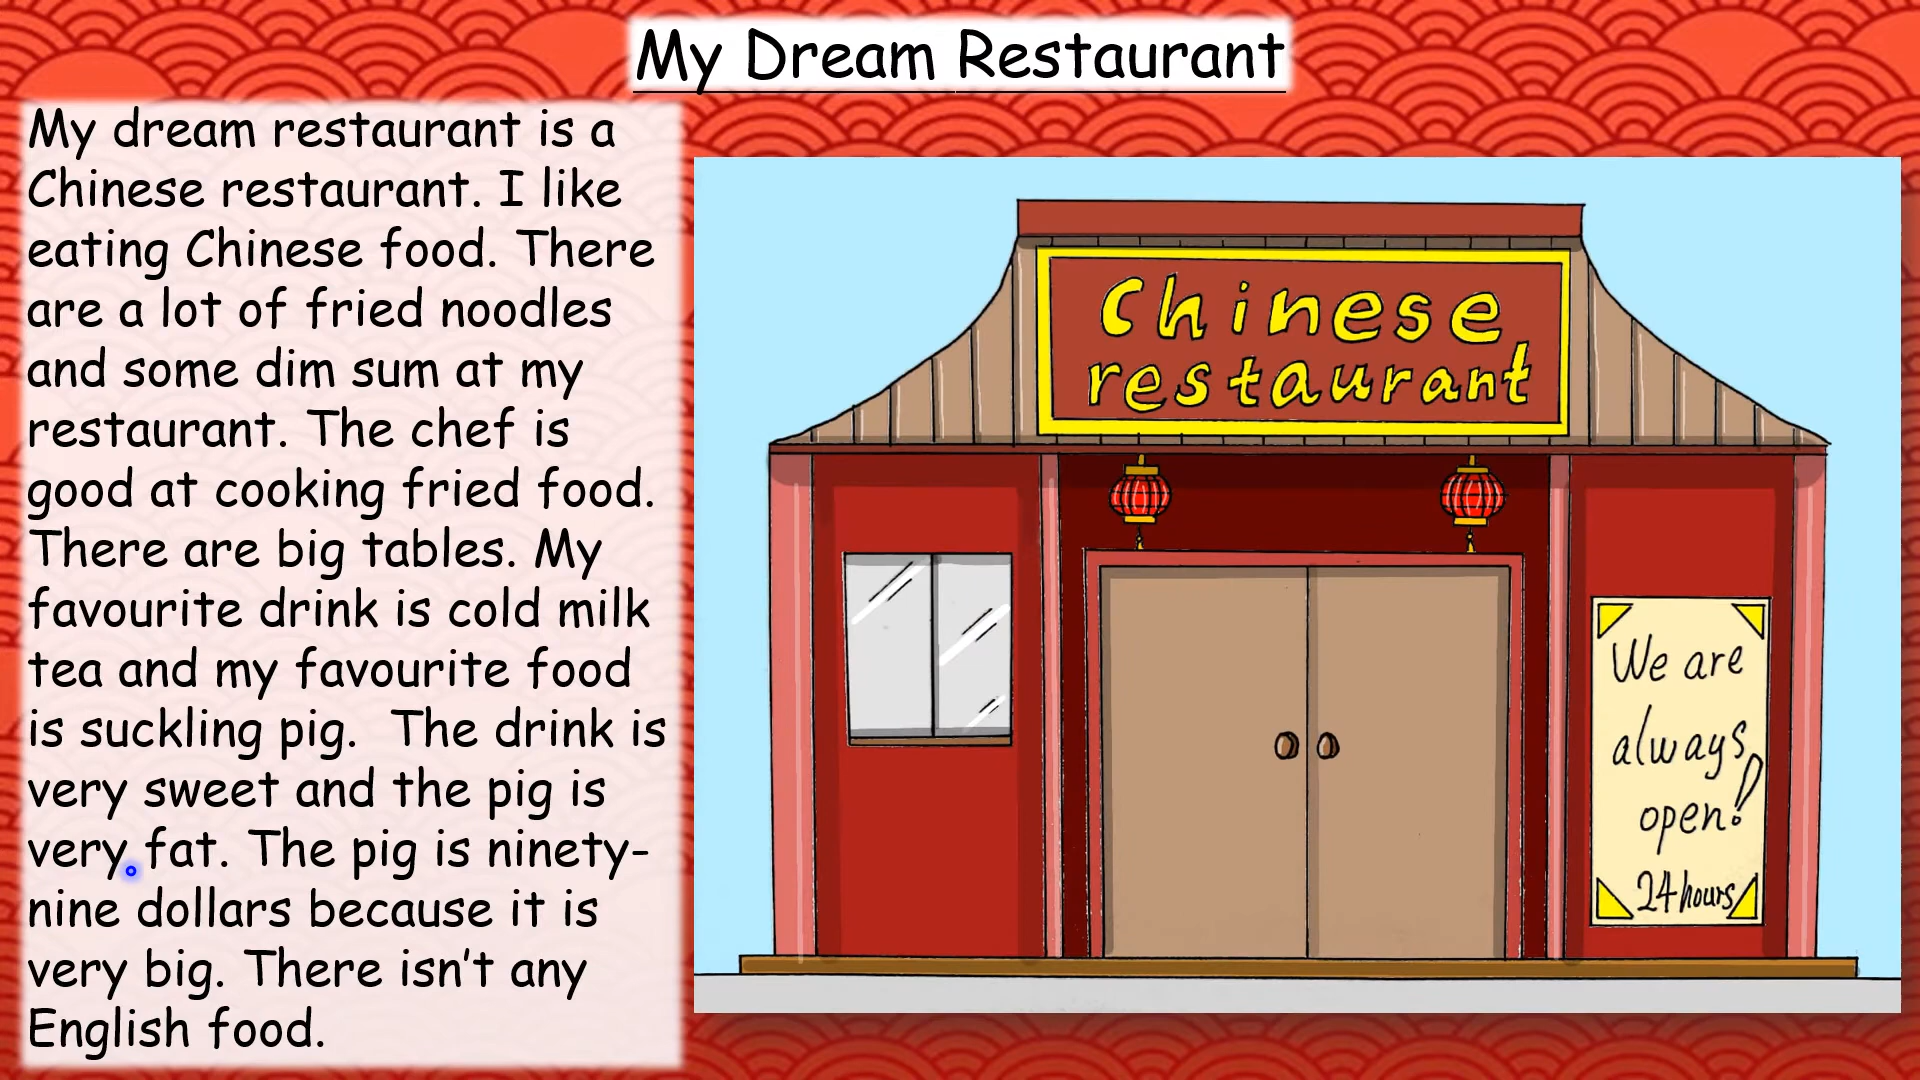 My Dream Restaurant
My dream restaurant is a
Chinese restaurant. I like
eating Chinese food. There
are a lot of fried noodles
and some dim sum at my
restaurant. The chef is
good at cooking fried food.
There are big tables. My
favourite drink is cold milk
tea and my favourite food
is suckling pig.  The drink is
very sweet and the pig is
very fat. The pig is ninety-
nine dollars because it is
very big. There isn't any
English food.
Chinese
restaurant
We are
always
open!
24 hours